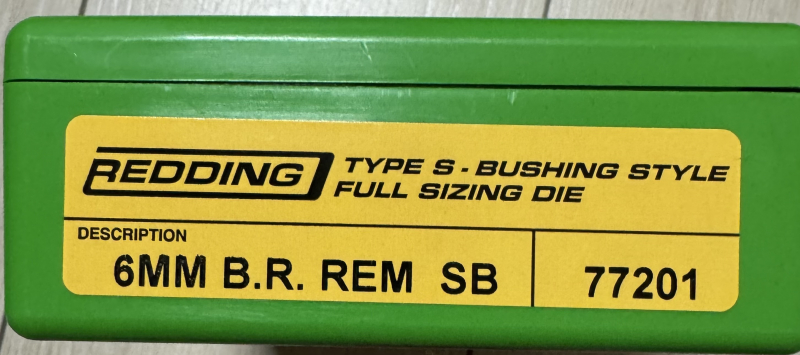 REDDING
TYPE S - BUSHING STYLE
FULL SIZING DIE
DESCRIPTION
6MM B.R. REM SB
77201